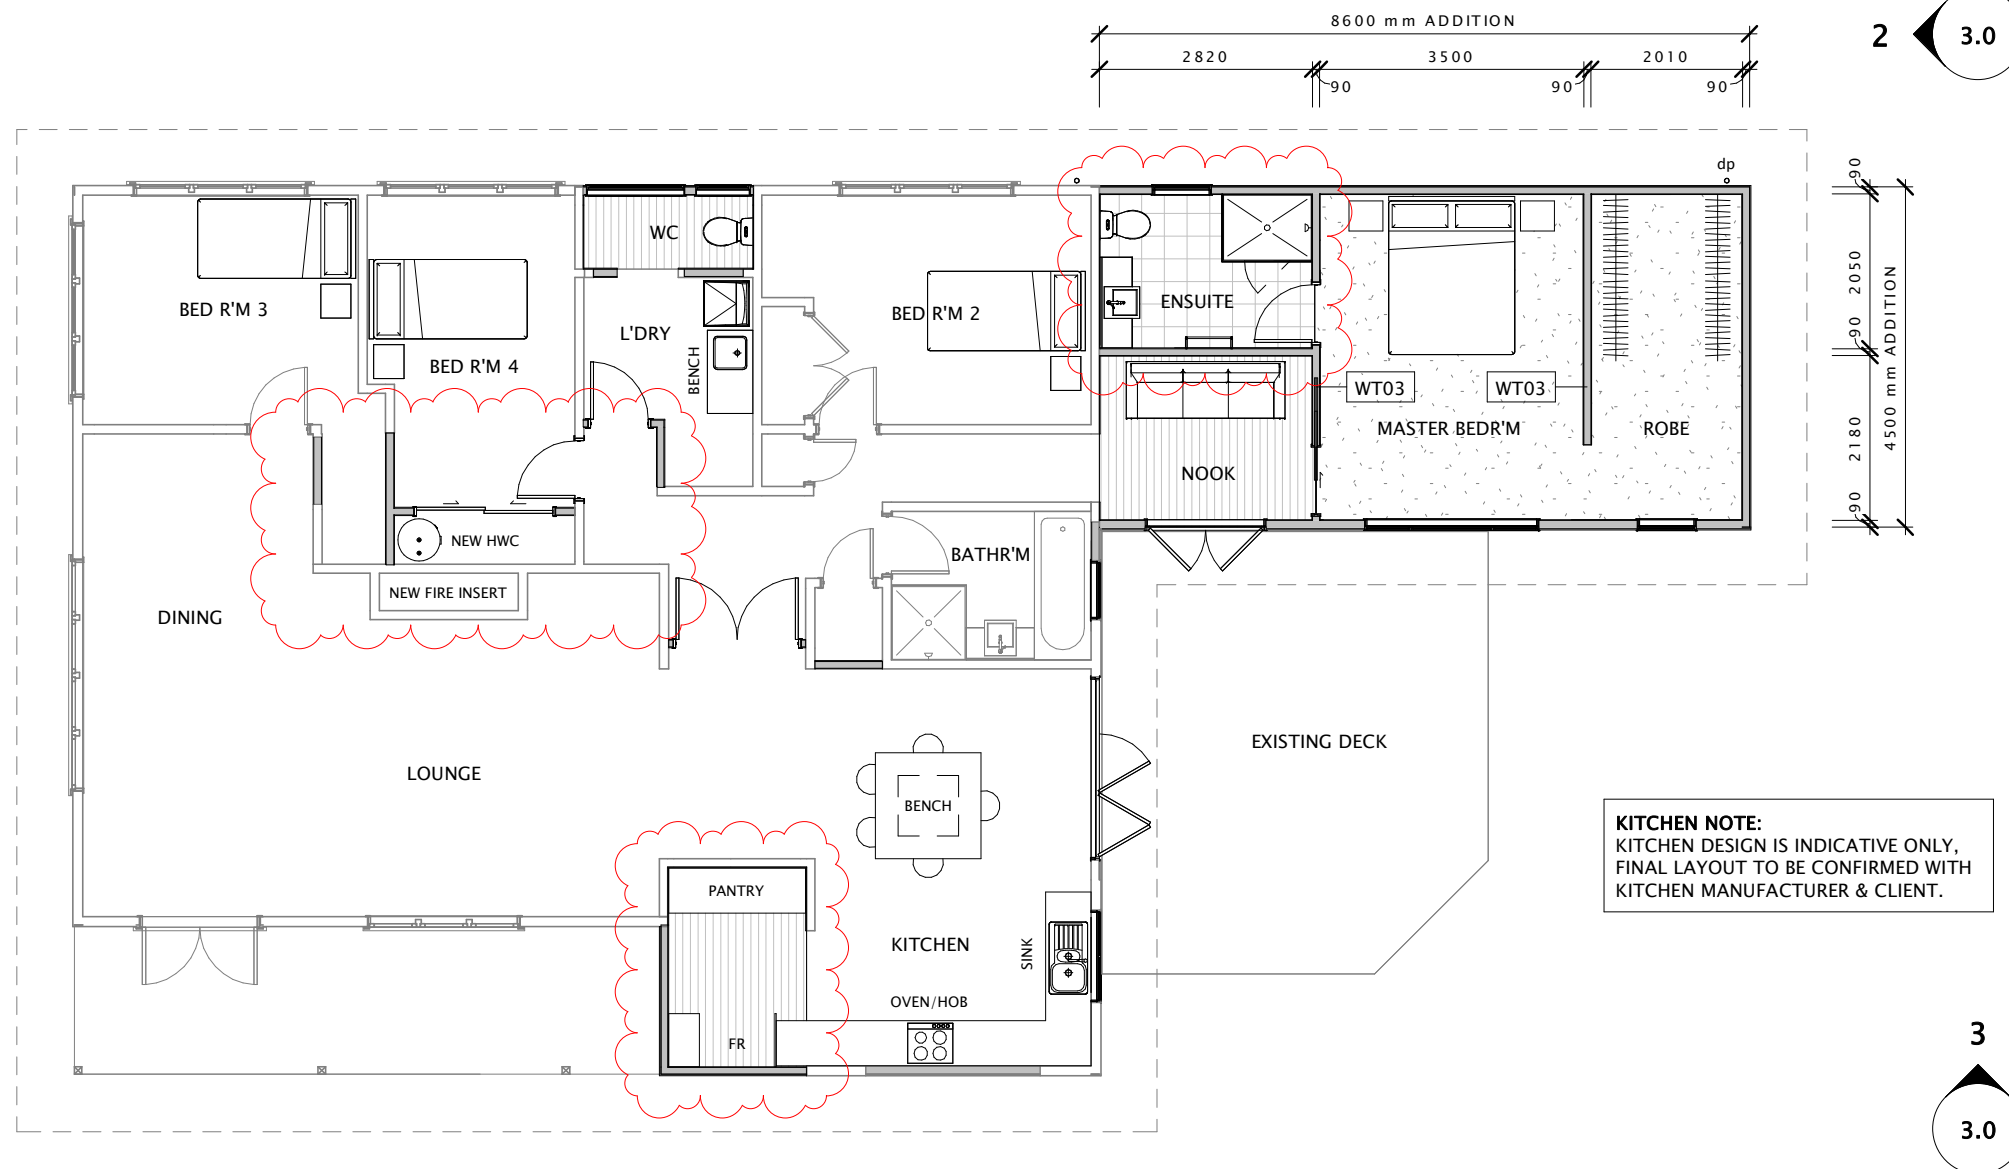 8600 mm ADDITION
2820
3500
2010
90
90
90
2
3.0
dp
90
2050
90
2180
90
4500 mm ADDITION
WC
BED R'M 3
BED R'M 4
L'DRY
BENCH
BED R'M 2
ENSUITE
WT03
WT03
MASTER BEDR'M
ROBE
NOOK
NEW HWC
BATHR'M
NEW FIRE INSERT
DINING
EXISTING DECK
LOUNGE
BENCH
KITCHEN NOTE:
KITCHEN DESIGN IS INDICATIVE ONLY,
FINAL LAYOUT TO BE CONFIRMED WITH
KITCHEN MANUFACTURER & CLIENT.
PANTRY
KITCHEN
SINK
OVEN/HOB
FR
3
3.0